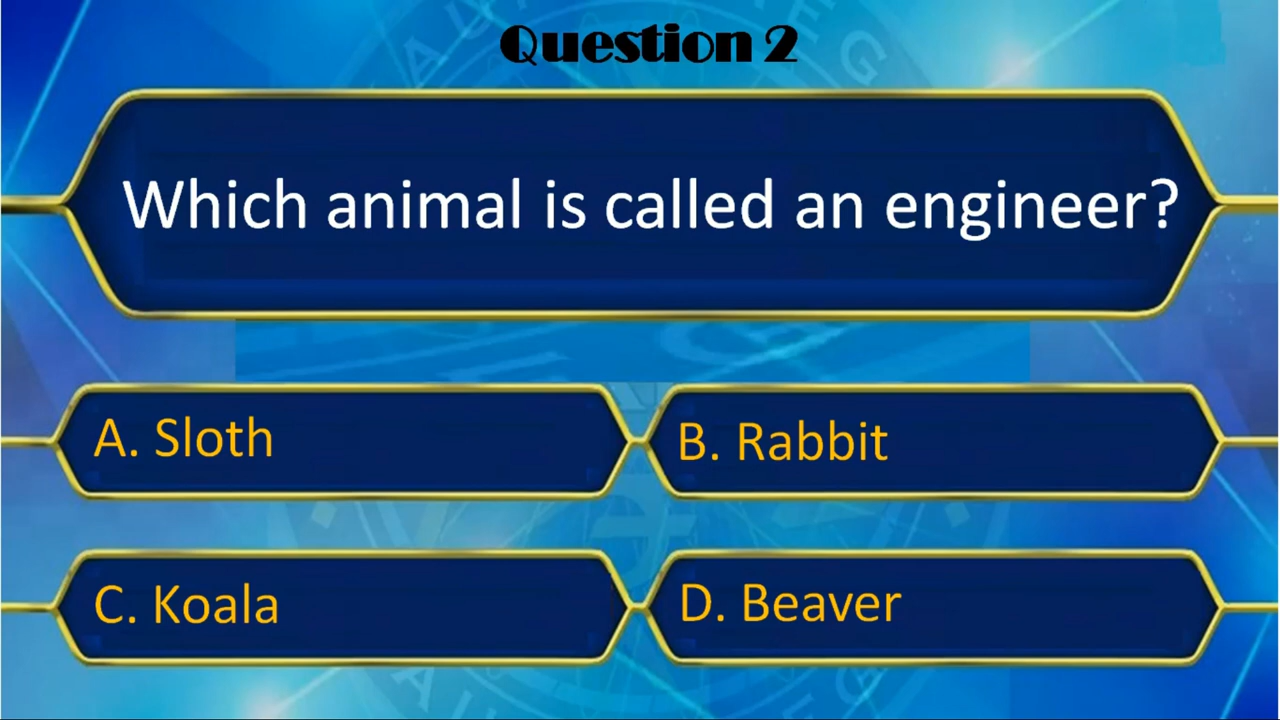 Question 2
Which animal is called an engineer?
A. Sloth
B. Rabbit
C. Koala
D. Beaver